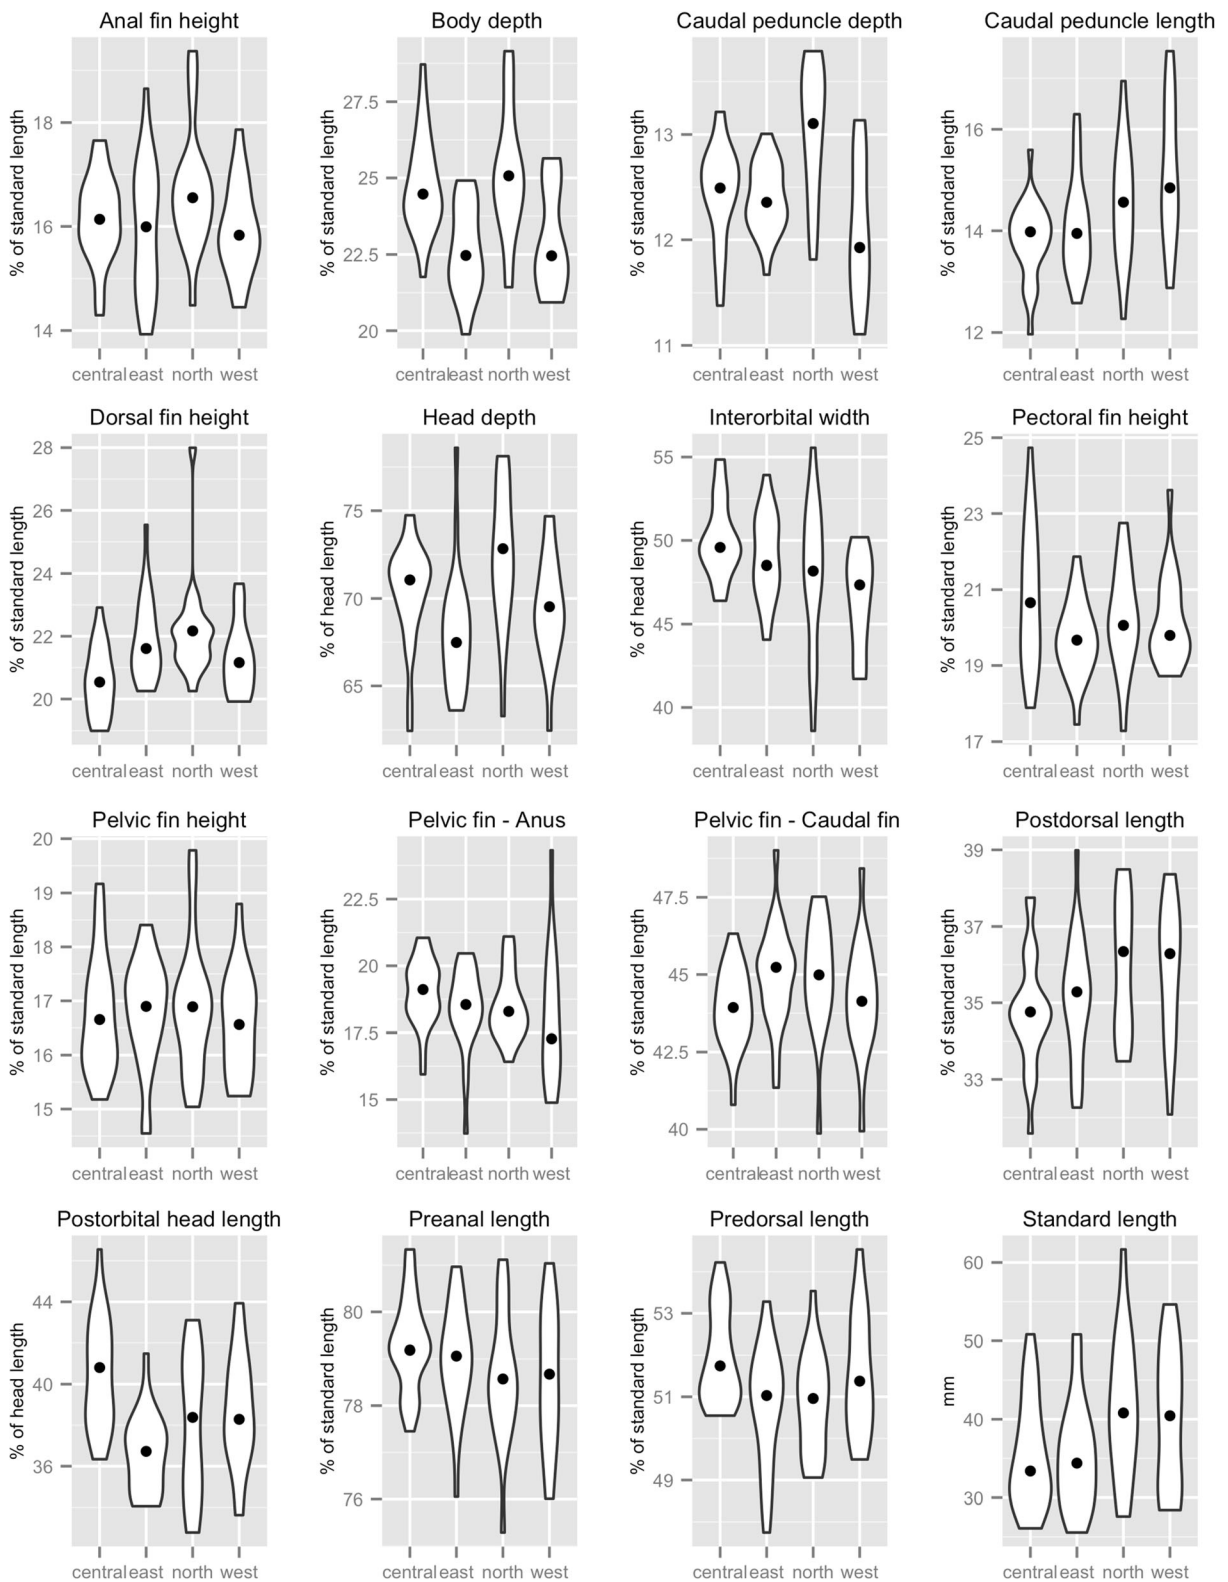 Anal fin height
Body depth
Caudal peduncle depth
Caudal peduncle length
% of standard length
18
16
14
central east north west
% of standard length
27.5
25
22.5
20
central east north west
% of standard length
13
12
11
central east north west
% of standard length
16
14
12
central east north west
Dorsal fin height
Head depth
Interorbital width
Pectoral fin height
% of standard length
28
26
24
22
20
central east north west
% of head length
75
70
65
central east north west
% of head length
55
50
45
40
central east north west
% of standard length
25
23
21
19
17
central east north west
Pelvic fin height
Pelvic fin - Anus
Pelvic fin - Caudal fin
Postdorsal length
% of standard length
20
19
18
17
16
15
central east north west
% of standard length
22.5
20
17.5
15
central east north west
% of standard length
47.5
45
42.5
40
central east north west
% of standard length
39
37
35
33
central east north west
Postorbital head length
Preanal length
Predorsal length
Standard length
% of head length
44
40
36
central east north west
% of standard length
80
78
76
central east north west
% of standard length
53
51
49
central east north west
mm
60
50
40
30
central east north west